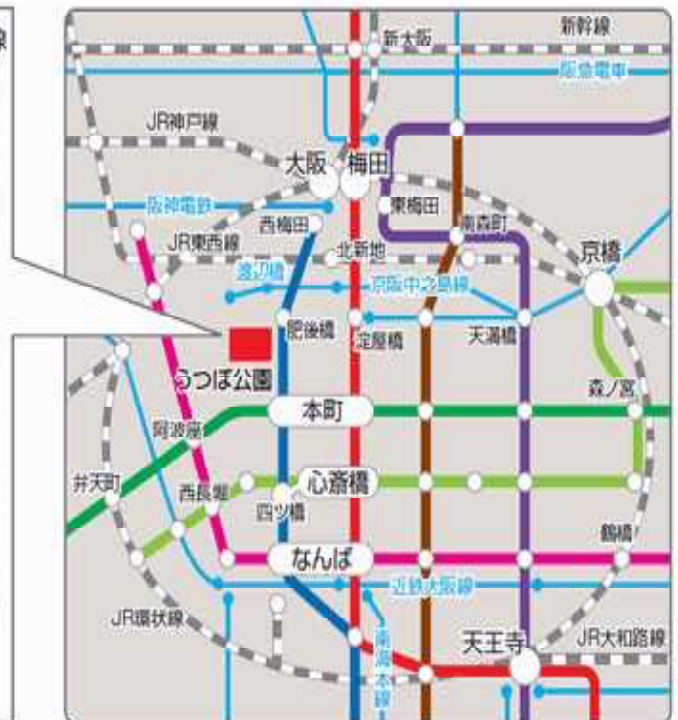 線
新幹線
新大阪
阪急電車
JR神戸線
大阪
梅田
阪神電鉄
東梅田
西梅田
南森町
JR東西線
北新地
京橋
渡辺橋
京阪中之島線
肥後橋
淀屋橋
天満橋
うつぼ公園
森ノ宮
本町
阿波座
弁天町
西長堀
心斎橋
四ツ橋
鶴橋
なんば
近鉄大阪線
JR環状線
南海本線
天王寺
JR大和路線